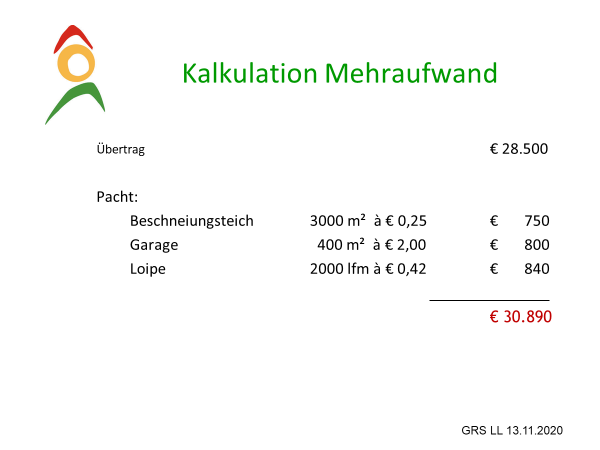 Kalkulation Mehraufwand
Übertrag € 28.500
Pacht:
Beschneiungsteich 3000 m² à € 0,25 € 750
Garage 400 m² à € 2,00 € 800
Loipe 2000 lfm à € 0,42 € 840
€ 30.890
GRS LL 13.11.2020